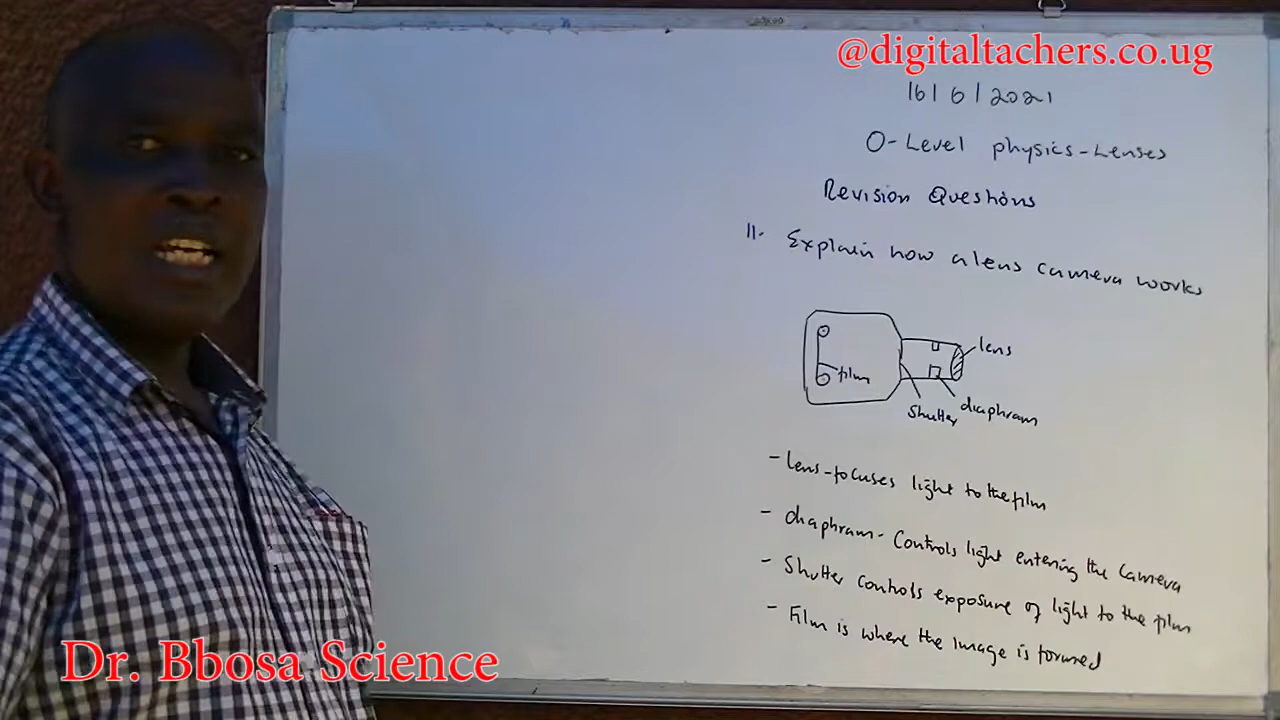 @digitaltachers.co.ug
16/6/2021
O-Level physics-Lenses
Revision Questions
11. Explain how a lens camera works
lens
film
Shutter
diaphram
- Lens-focuses light to the film
- diaphram- Controls light entering the Camera
- Shutter controls exposure of light to the film
- Film is where the image is formed
Dr. Bbosa Science